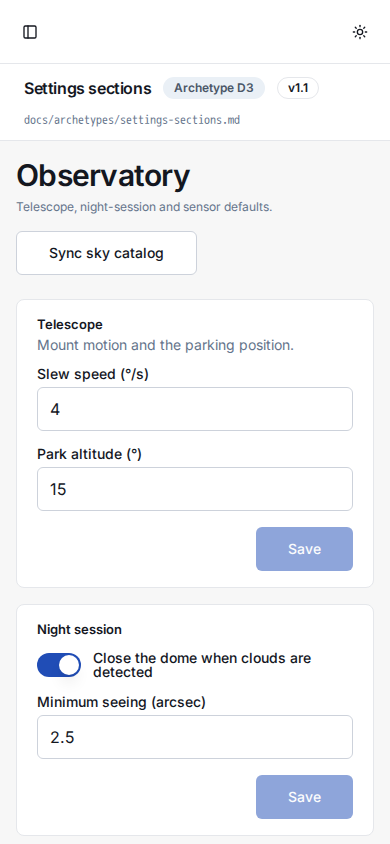 Settings sections
Archetype D3
v1.1
docs/archetypes/settings-sections.md
Observatory
Telescope, night-session and sensor defaults.
Sync sky catalog
Telescope
Mount motion and the parking position.
Slew speed (°/s)
4
Park altitude (°)
15
Save
Night session
Close the dome when clouds are
detected
Minimum seeing (arcsec)
2.5
Save